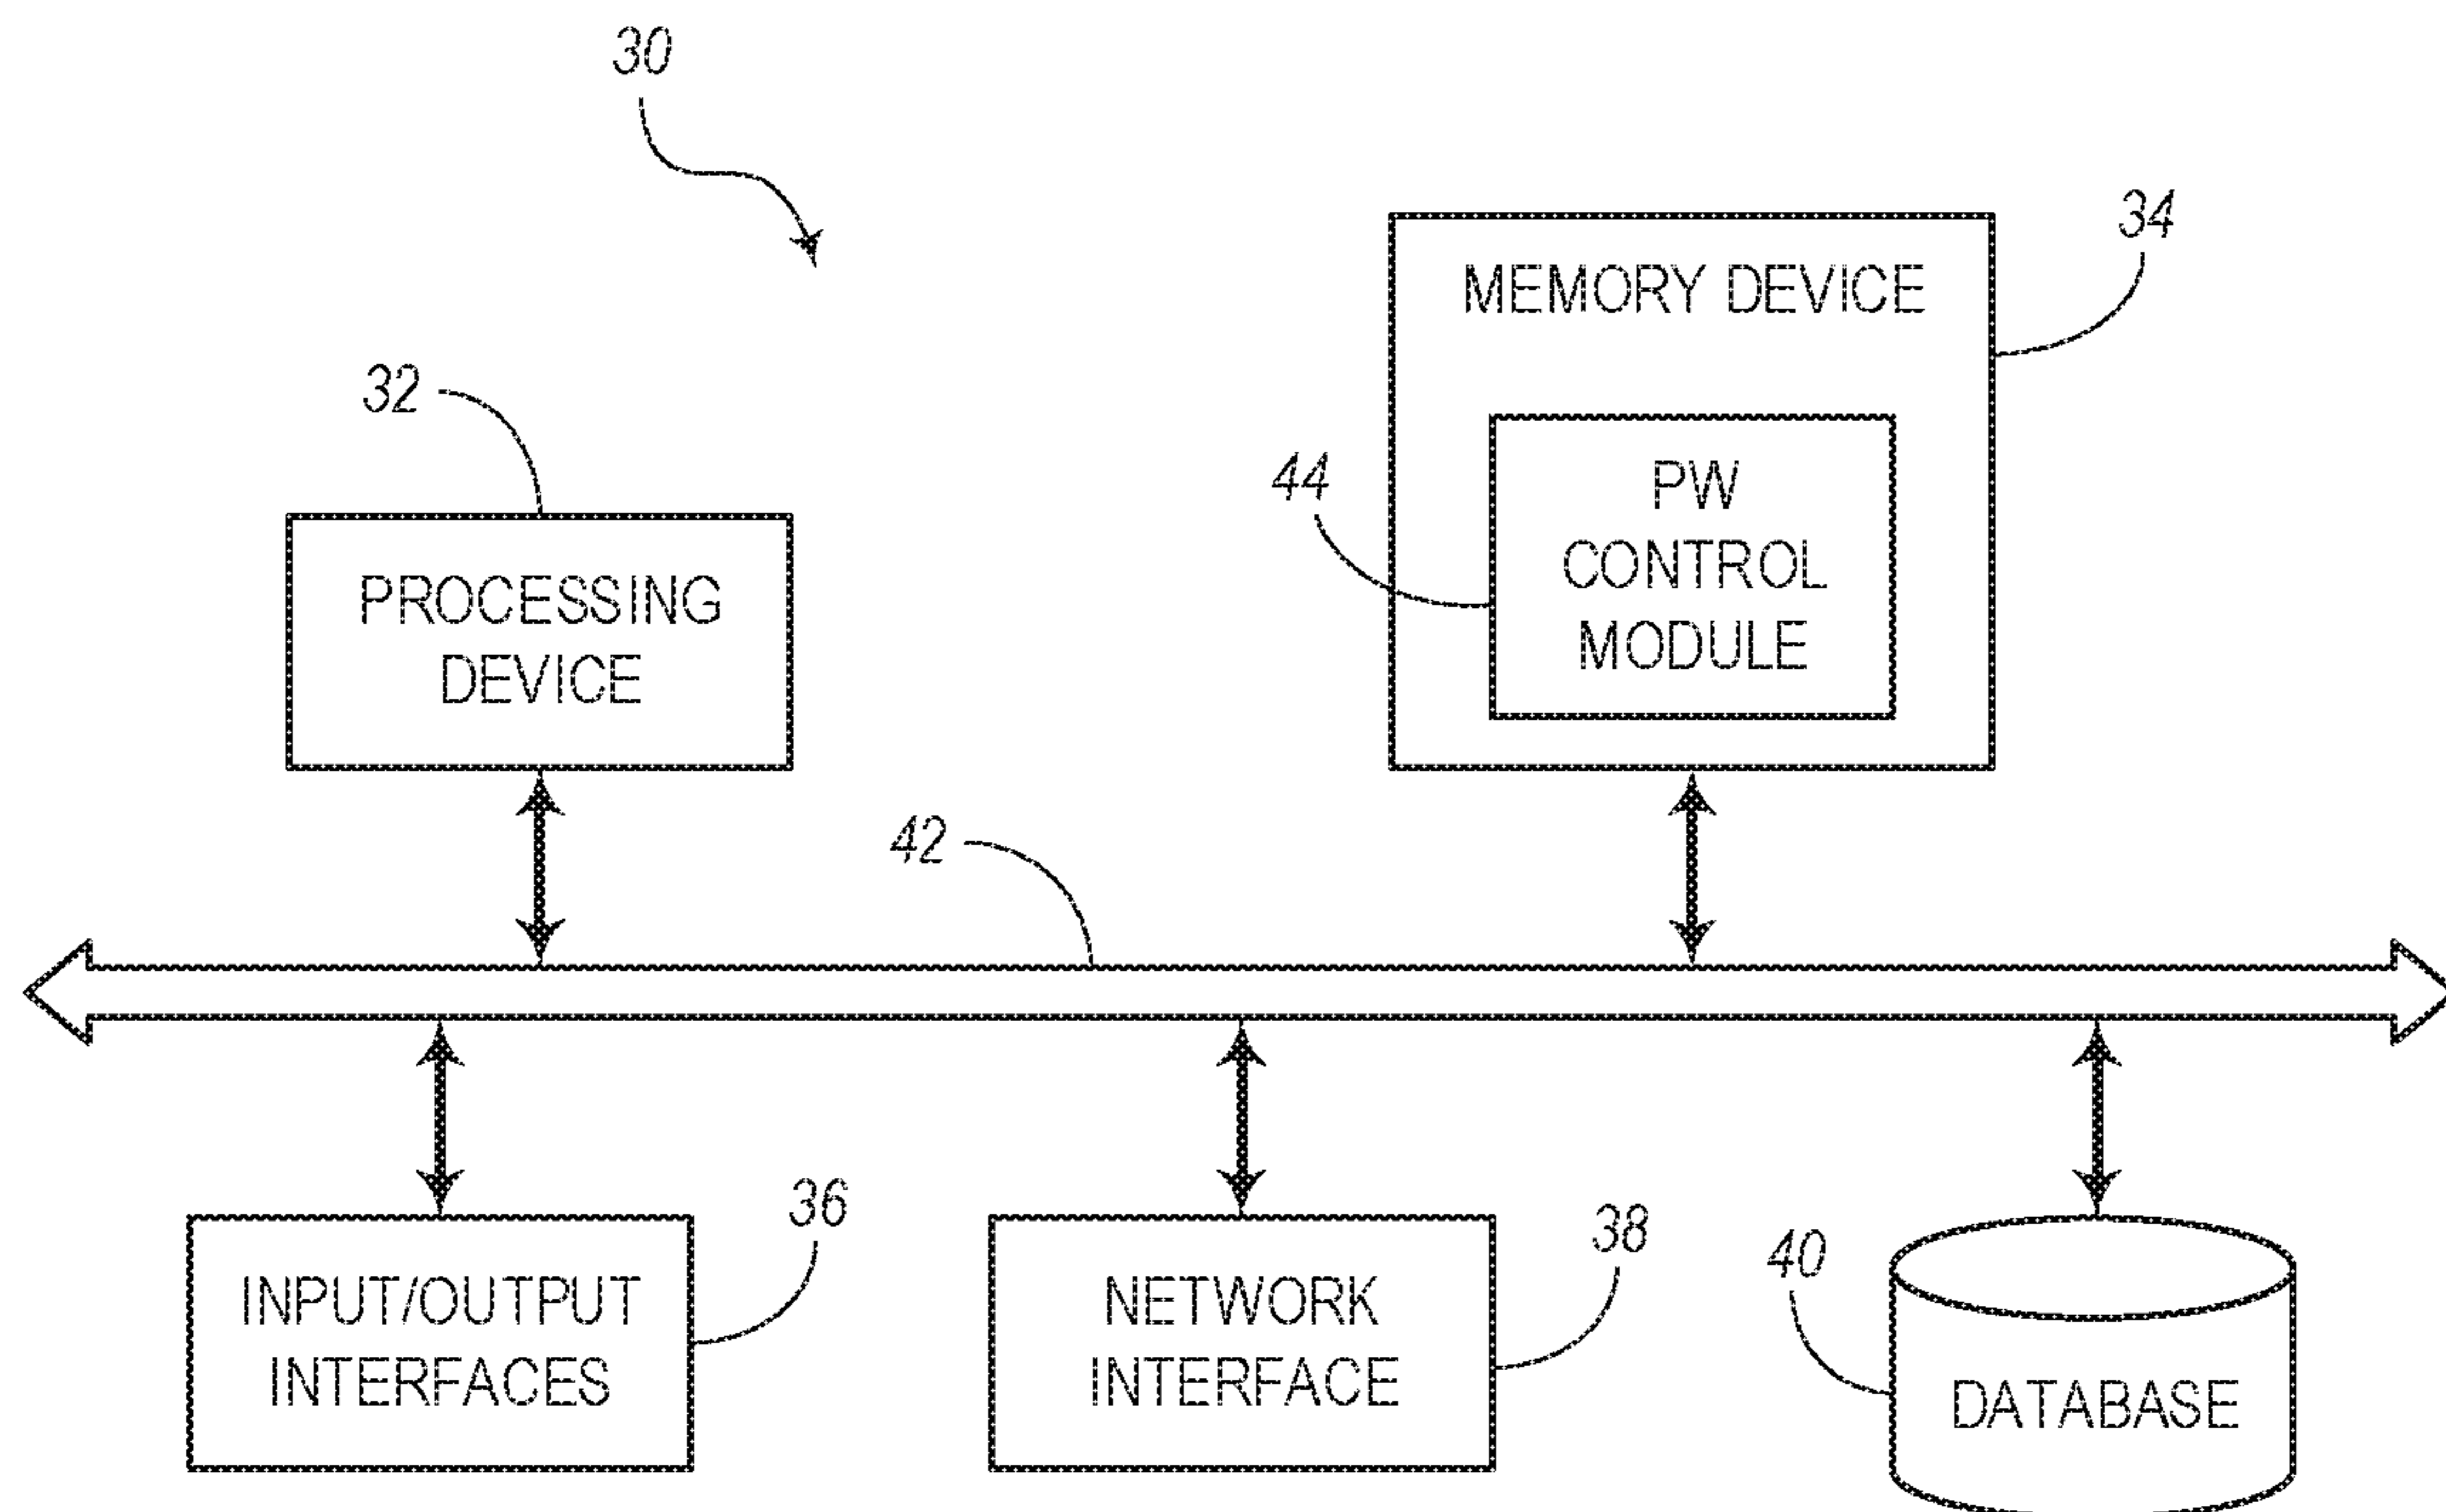 30
34
MEMORY DEVICE
32
44
PW
CONTROL
MODULE
PROCESSING
DEVICE
42
36
38
40
INPUT/OUTPUT
INTERFACES
NETWORK
INTERFACE
DATABASE